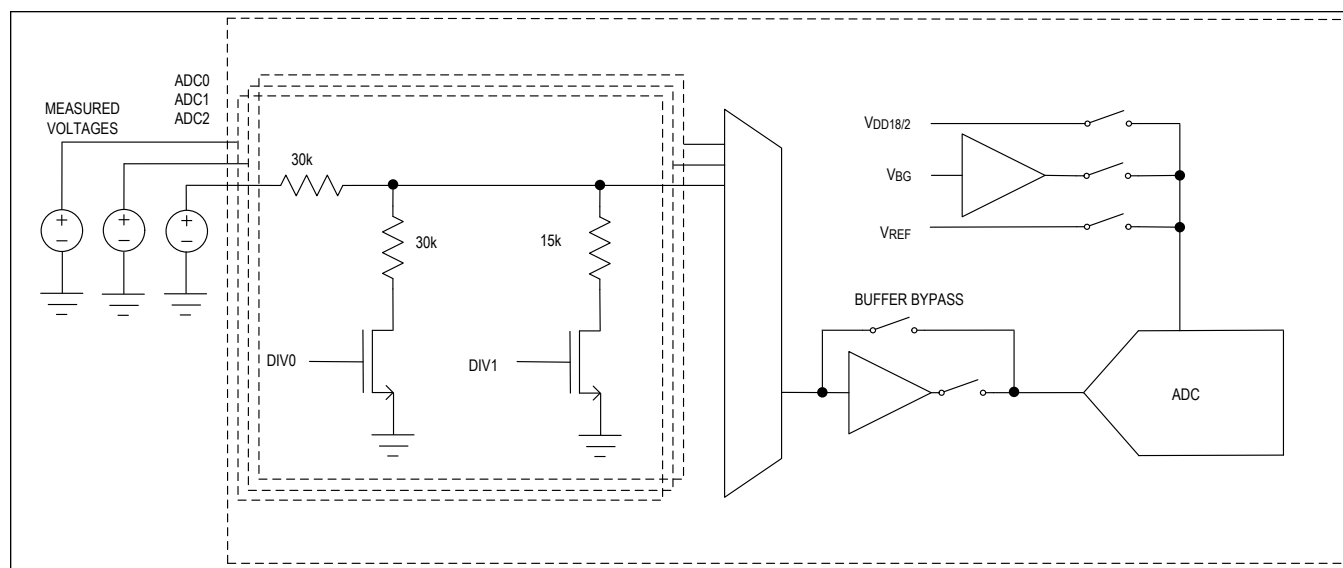 ADC0
ADC1
ADC2
MEASURED
VOLTAGES
30k
30k
15k
DIV0
DIV1
VDD18/2
VBG
VREF
BUFFER BYPASS
ADC